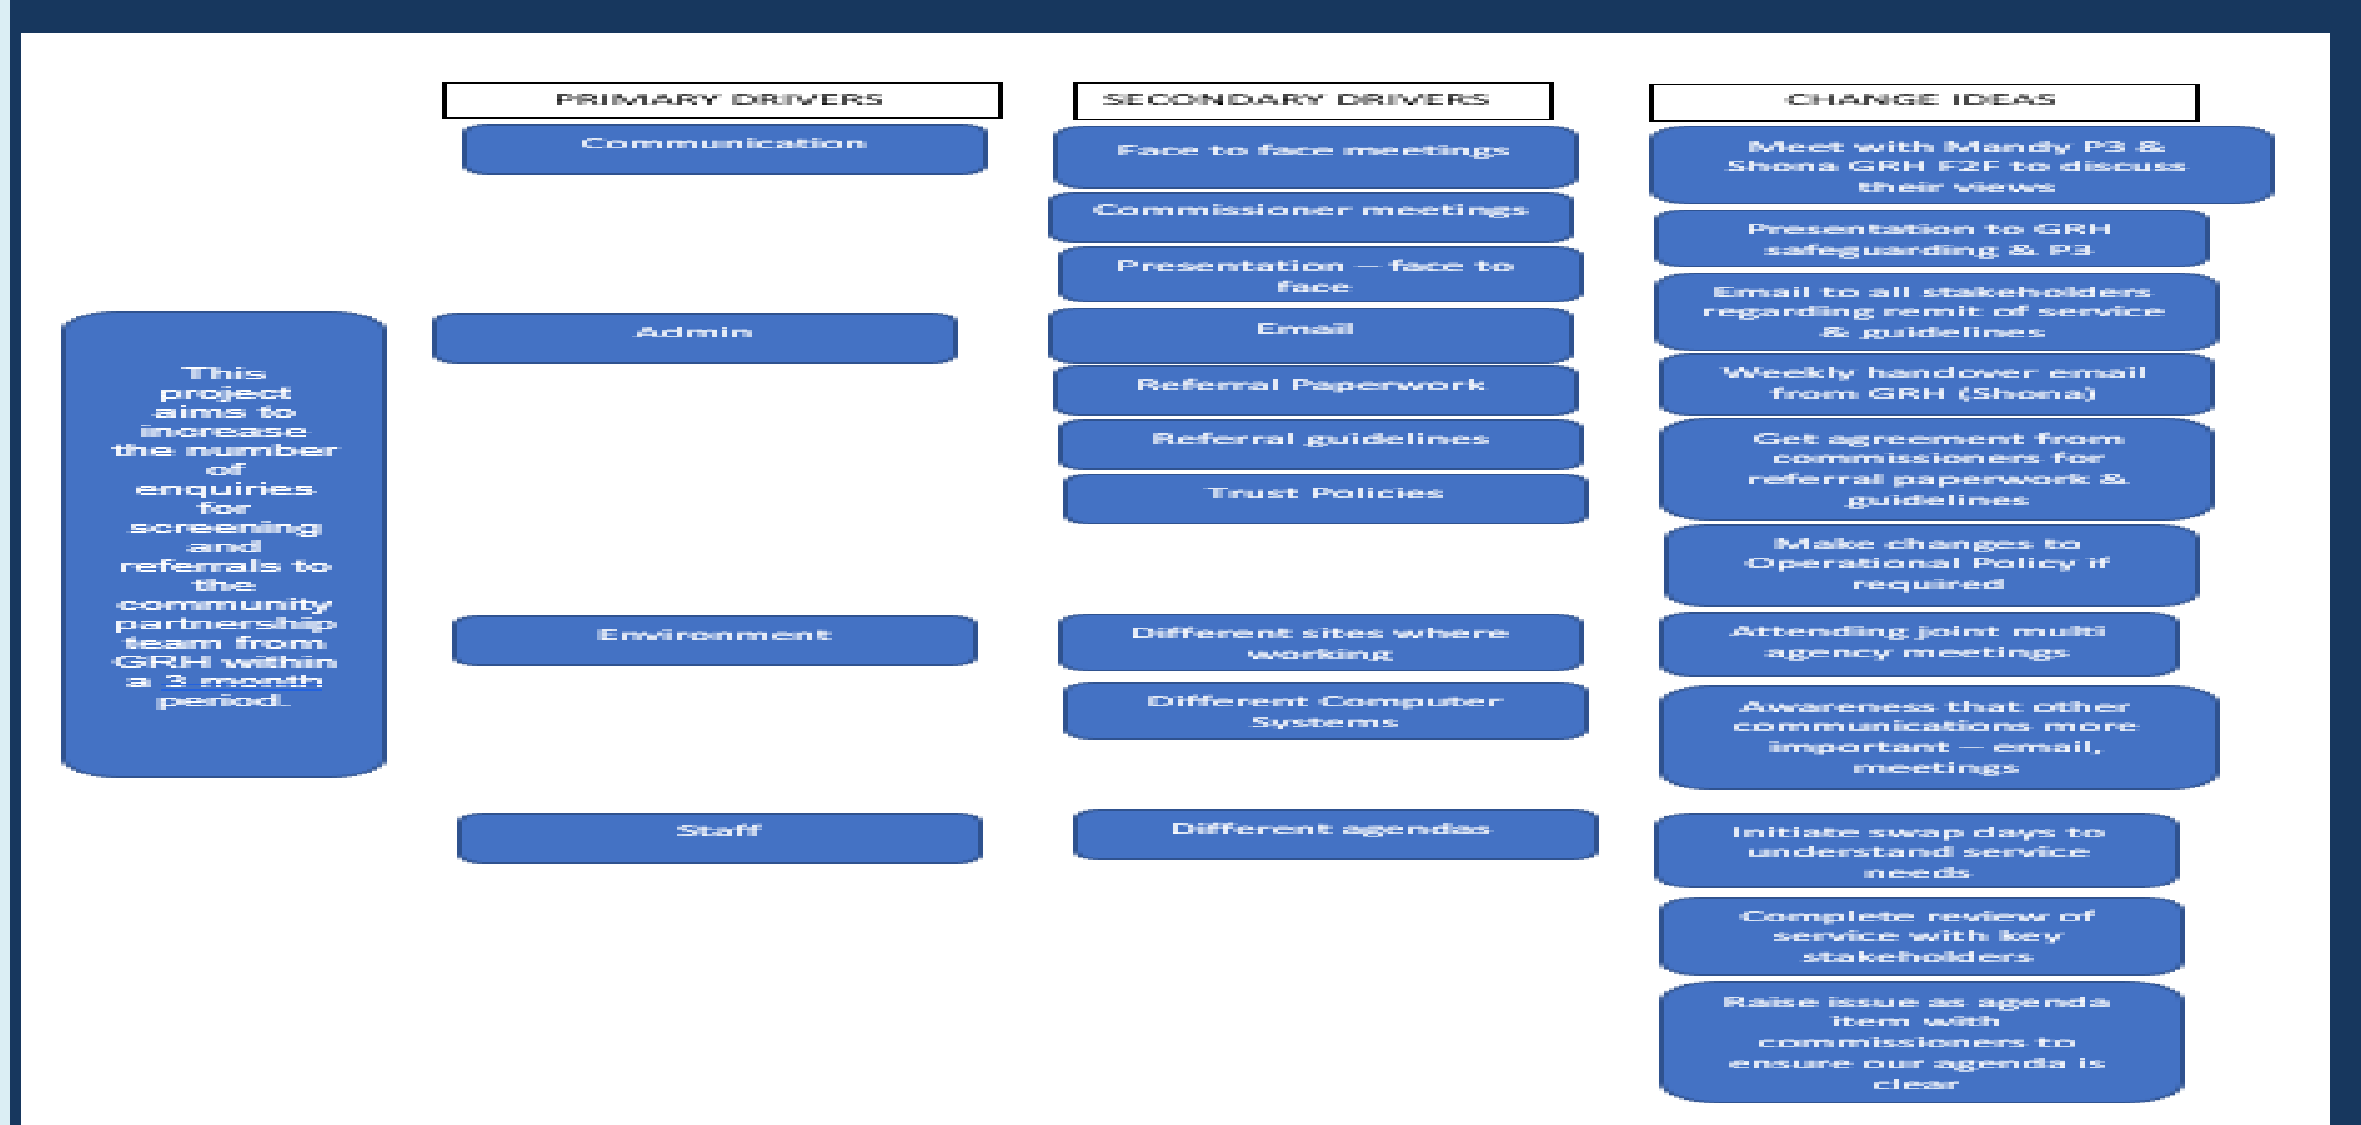 PRIMARY DRIVERS
SECONDARY DRIVERS
CHANGE IDEAS
This
project
aims to
increase
the number
of
enquiries
for
screening
and
referrals to
the
community
partnership
team from
GRH within
a 3 month
period.
Communication
Admin
Environment
Staff
Face to face meetings
Commissioner meetings
Presentation – face to
face
Email
Referral Paperwork
Referral guidelines
Trust Policies
Different sites where
working
Different Computer
Systems
Different agendas
Meet with Mandy P3 &
Shona GRH F2F to discuss
their views
Presentation to GRH
safeguarding & P3
Email to all stakeholders
regarding remit of service
& guidelines
Weekly handover email
from GRH (Shona)
Get agreement from
commissioners for
referral paperwork &
guidelines
Make changes to
Operational Policy if
required
Attending joint multi
agency meetings
Awareness that other
communications more
important – email,
meetings
Initiate swap days to
understand service
needs
Complete review of
service with key
stakeholders
Raise issue as agenda
item with
commissioners to
ensure our agenda is
clear